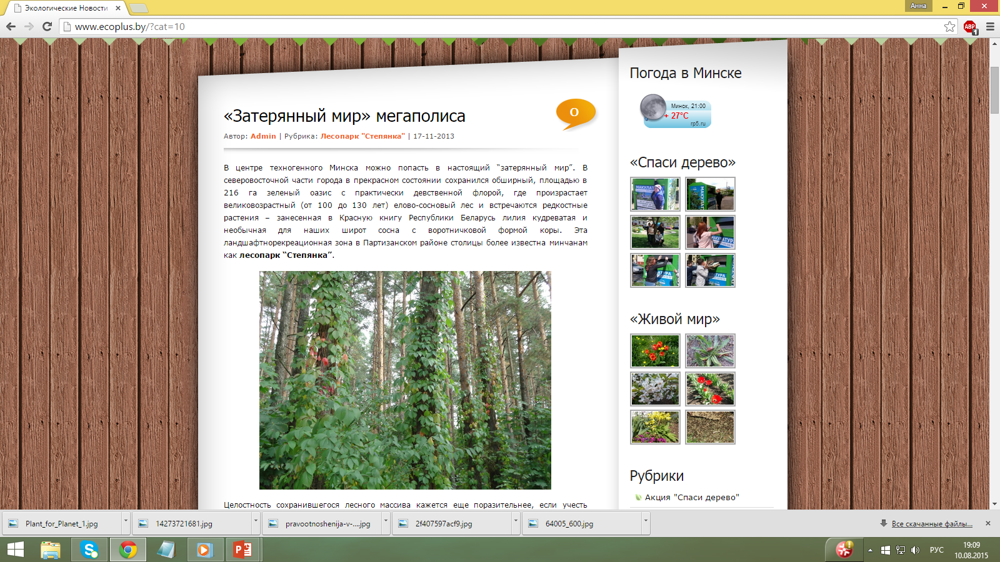 Экологические Новости
Анна
www.ecoplus.by/?cat=10
ABP
1
«Затерянный мир» мегаполиса
0
Автор: Admin | Рубрика: Лесопарк "Степянка" | 17-11-2013
В центре техногенного Минска можно попасть в настоящий “затерянный мир”. В
северовосточной части города в прекрасном состоянии сохранился обширный, площадью в
216 га зеленый оазис с практически девственной флорой, где произрастает
великовозрастный (от 100 до 130 лет) елово-сосновый лес и встречаются редкостные
растения – занесенная в Красную книгу Республики Беларусь лилия кудреватая и
необычная для наших широт сосна с воротничковой формой коры. Эта
ландшафтнорекреационная зона в Партизанском районе столицы более известна минчанам
как лесопарк “Степянка”.
Целостность сохранившегося лесного массива кажется еще поразительнее, если учесть
Погода в Минске
Минск, 21:00
+ 27°C
rp5.ru
«Спаси дерево»
МАКУЛАТУРА
«Живой мир»
Рубрики
Акция "Спаси дерево"
Plant_for_Planet_1.jpg
14273721681.jpg
pravootnoshenija-v-....jpg
2f407597acf9.jpg
64005_600.jpg
Все скачанные файлы...
РУС
19:09
10.08.2015